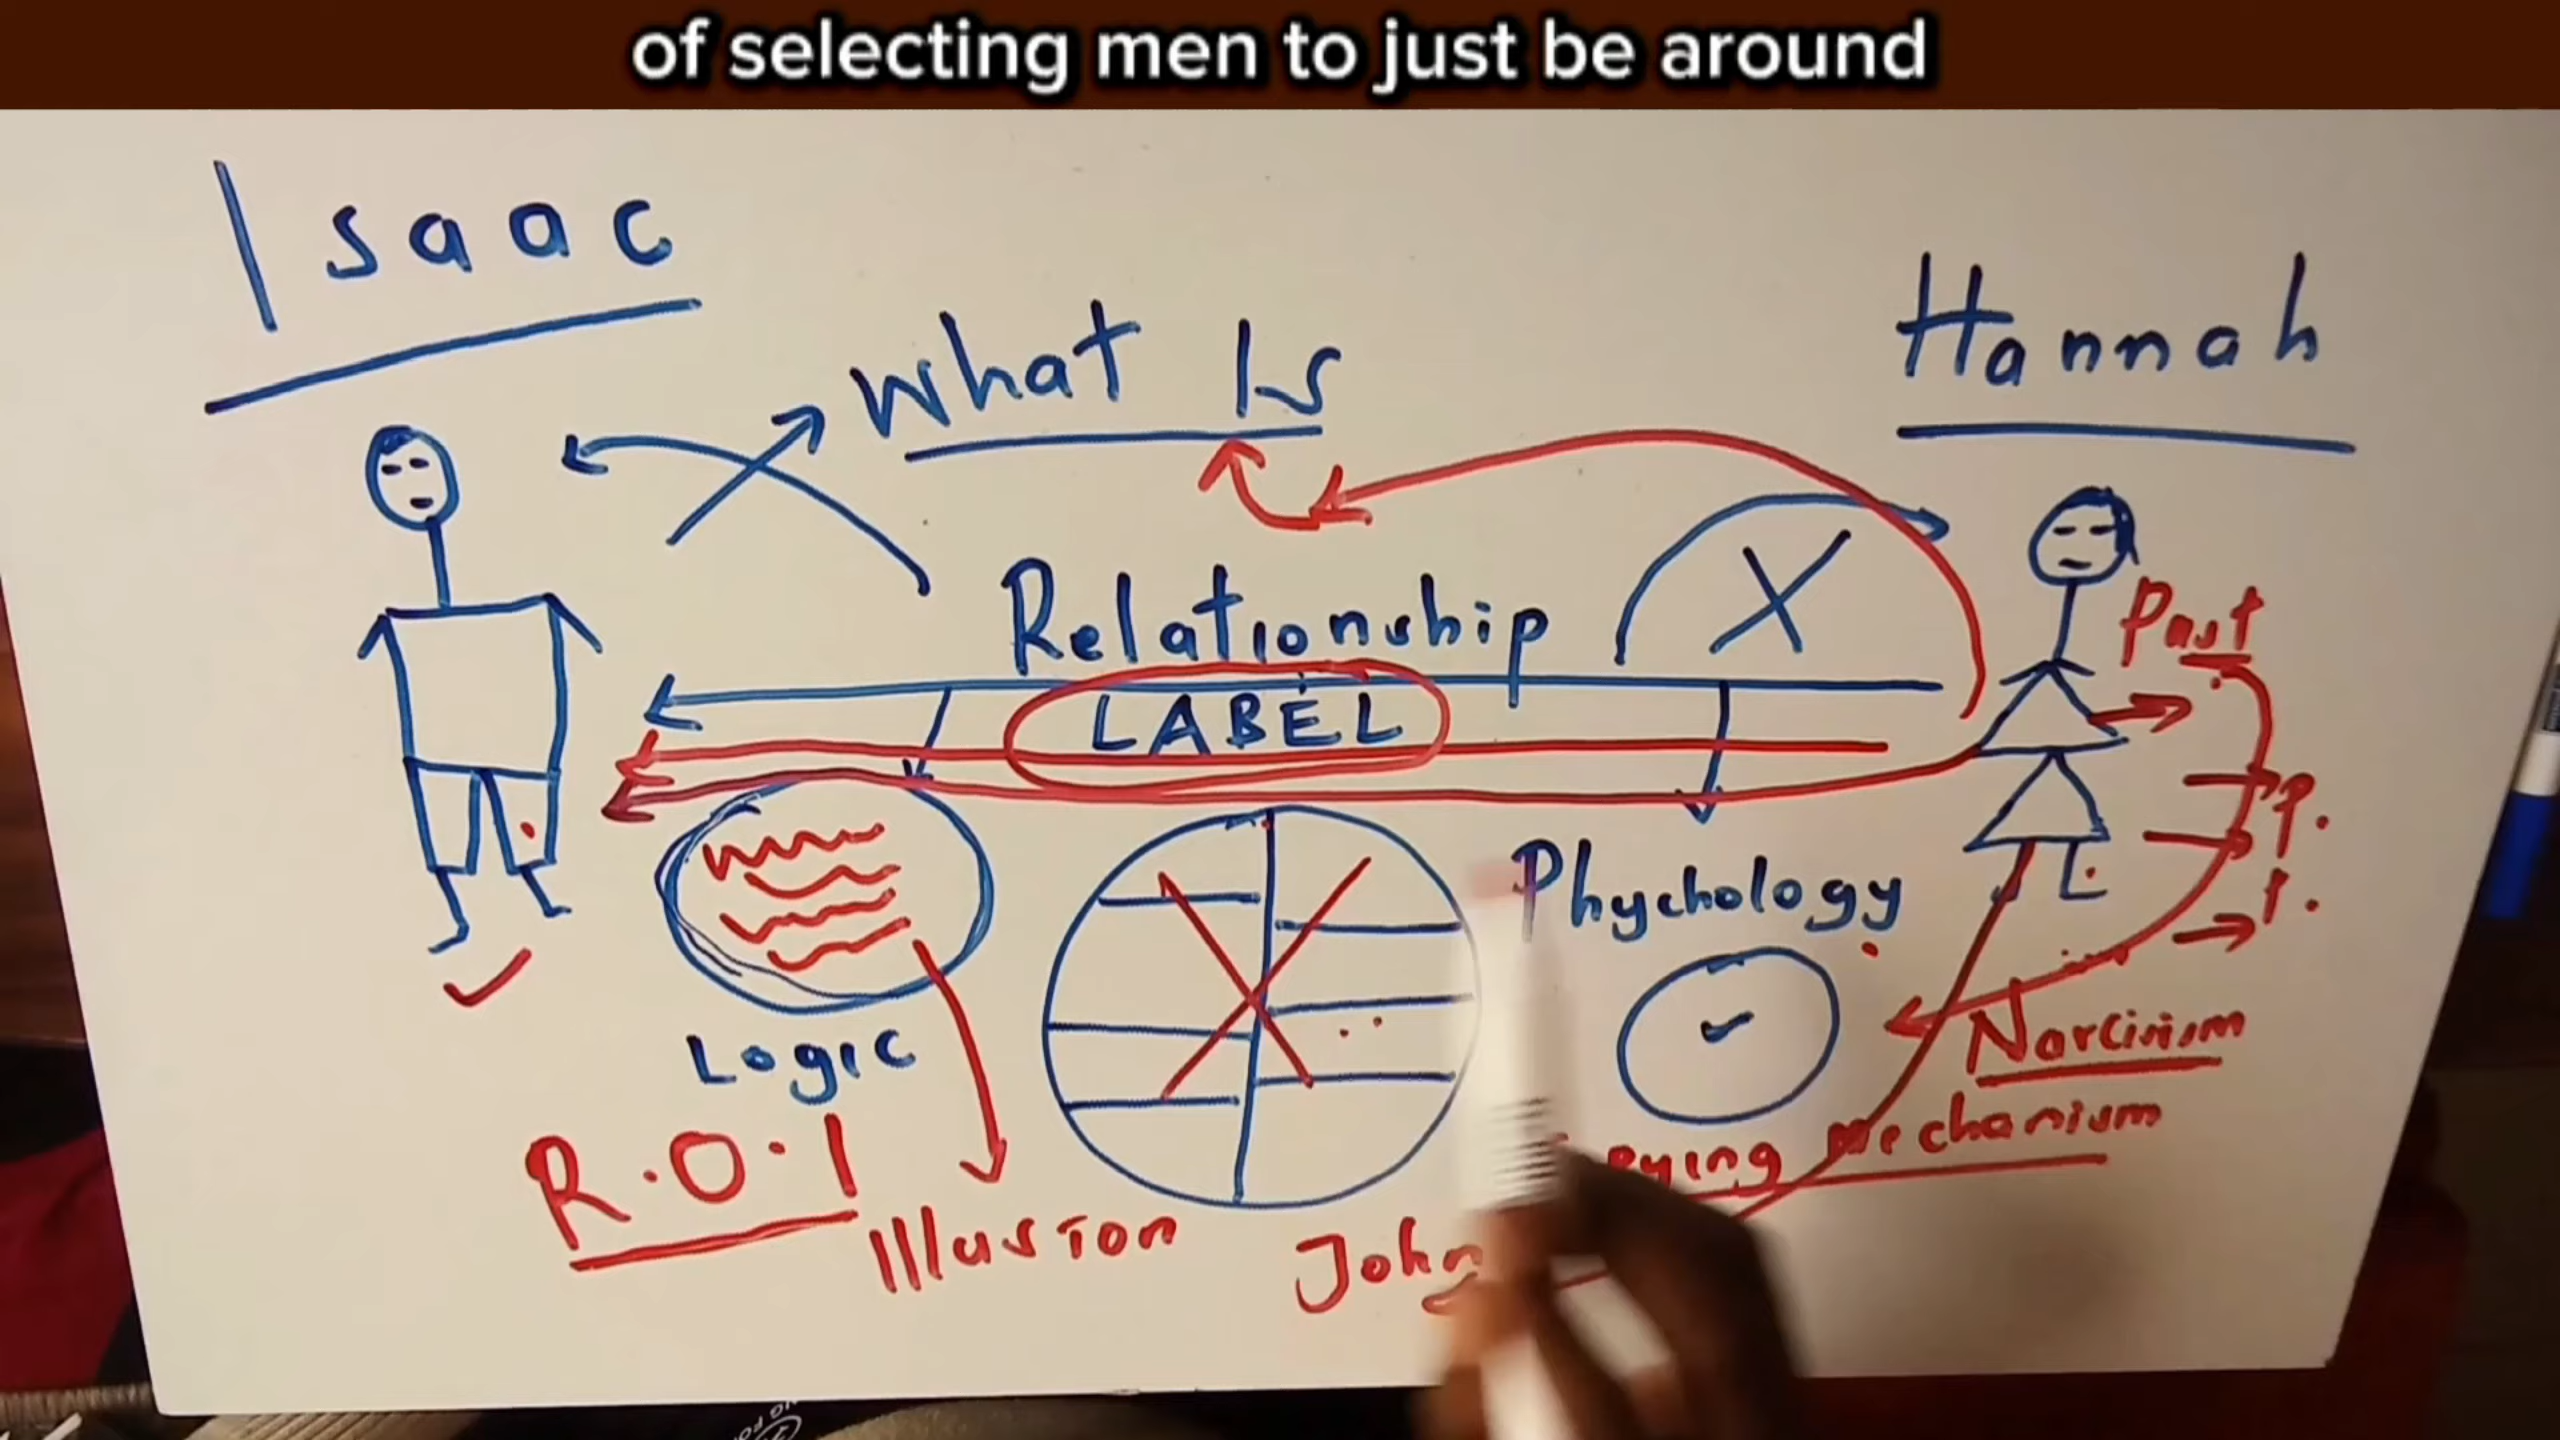 of selecting men to just be around
Isaac
What Is
Hannah
Relationship
Past
LABEL
P.
P.
Phychology
Logic
Narcisism
R.O.I
Mechanism
Illusion
John